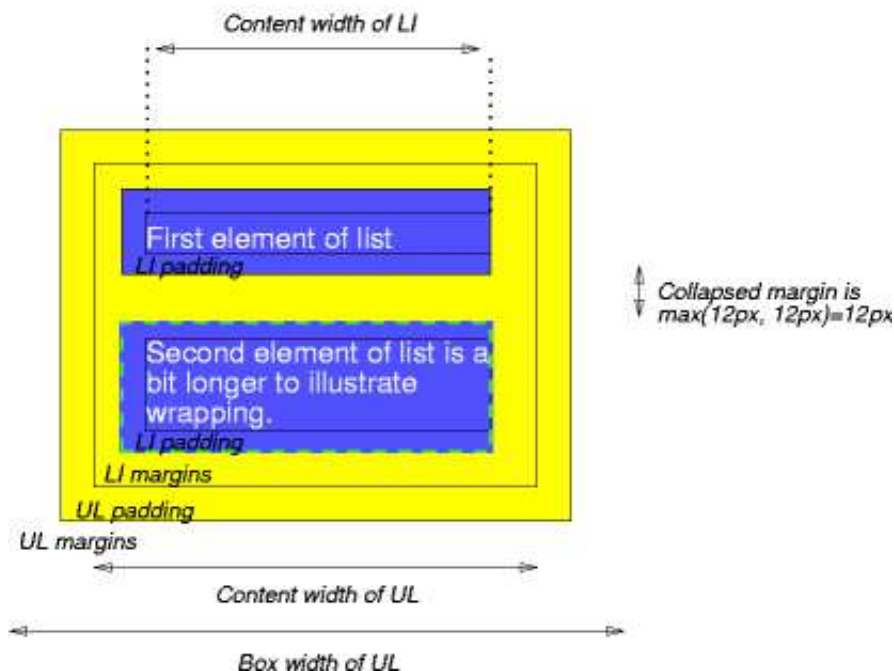 Content width of LI
First element of list
LI padding
Collapsed margin is
max(12px, 12px)=12px
Second element of list is a
bit longer to illustrate
wrapping.
LI padding
LI margins
UL padding
UL margins
Content width of UL
Box width of UL